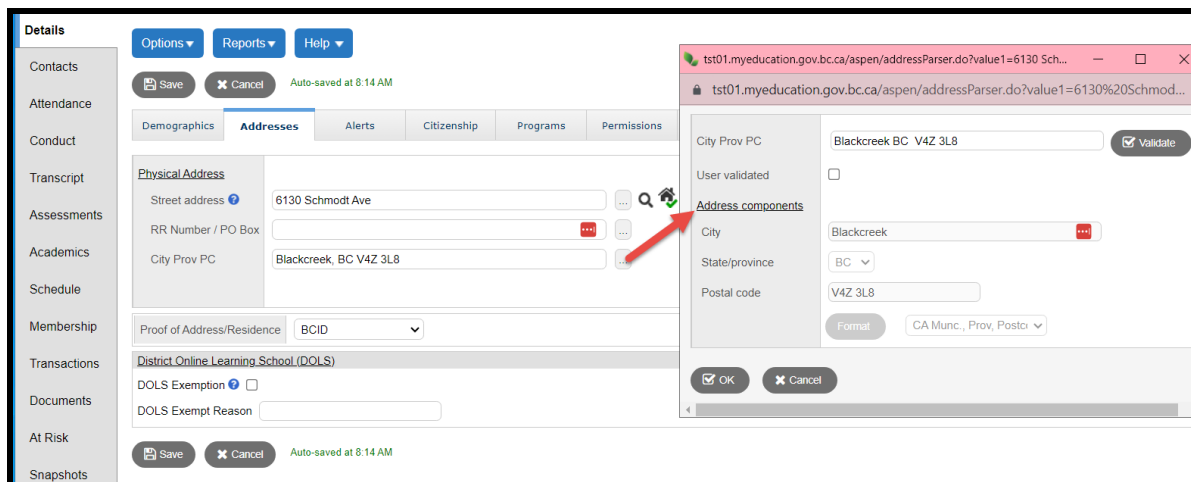 Details
Contacts
Attendance
Conduct
Transcript
Assessments
Academics
Schedule
Membership
Transactions
Documents
At Risk
Snapshots
Options Reports Help
Save Cancel Auto-saved at 8:14 AM
Demographics Addresses Alerts Citizenship Programs Permissions
Physical Address
Street address ? 6130 Schmodt Ave ...
RR Number / PO Box ...
City Prov PC Blackcreek, BC V4Z 3L8 ...
Proof of Address/Residence BCID
District Online Learning School (DOLS)
DOLS Exemption ?
DOLS Exempt Reason
Save Cancel Auto-saved at 8:14 AM
tst01.myeducation.gov.bc.ca/aspen/addressParser.do?value1=6130 Sch...
tst01.myeducation.gov.bc.ca/aspen/addressParser.do?value1=6130%20Schmod...
City Prov PC Blackcreek BC V4Z 3L8 Validate
User validated
Address components
City Blackcreek
State/province BC
Postal code V4Z 3L8
Format CA Munc., Prov, Postc
OK Cancel